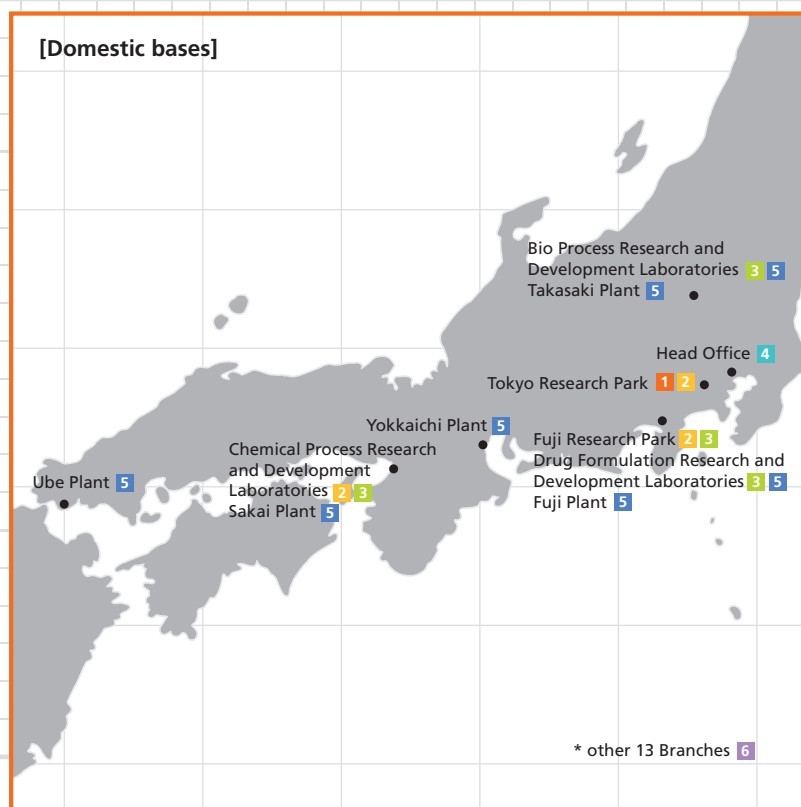 [Domestic bases]
Bio Process Research and
Development Laboratories 3 5
Takasaki Plant 5
Head Office 4
Tokyo Research Park 1 2
Yokkaichi Plant 5
Fuji Research Park 2 3
Drug Formulation Research and
Development Laboratories 3 5
Fuji Plant 5
Chemical Process Research
and Development
Laboratories 2 3
Sakai Plant 5
Ube Plant 5
* other 13 Branches 6